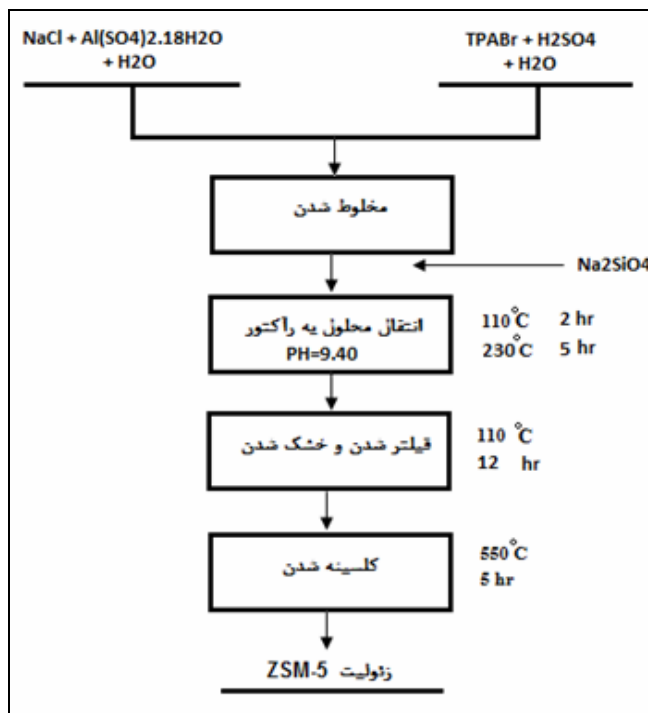 NaCl + Al(SO4)2.18H2O
+ H2O
TPABr + H2SO4
+ H2O
مخلوط شدن
Na2SiO4
انتقال محلول یه رآکتور
PH=9.40
110°C 2 hr
230°C 5 hr
فیلتر شدن و خشک شدن
110 °C
12 hr
کلسینه شدن
550°C
5 hr
زئولیت ZSM-5